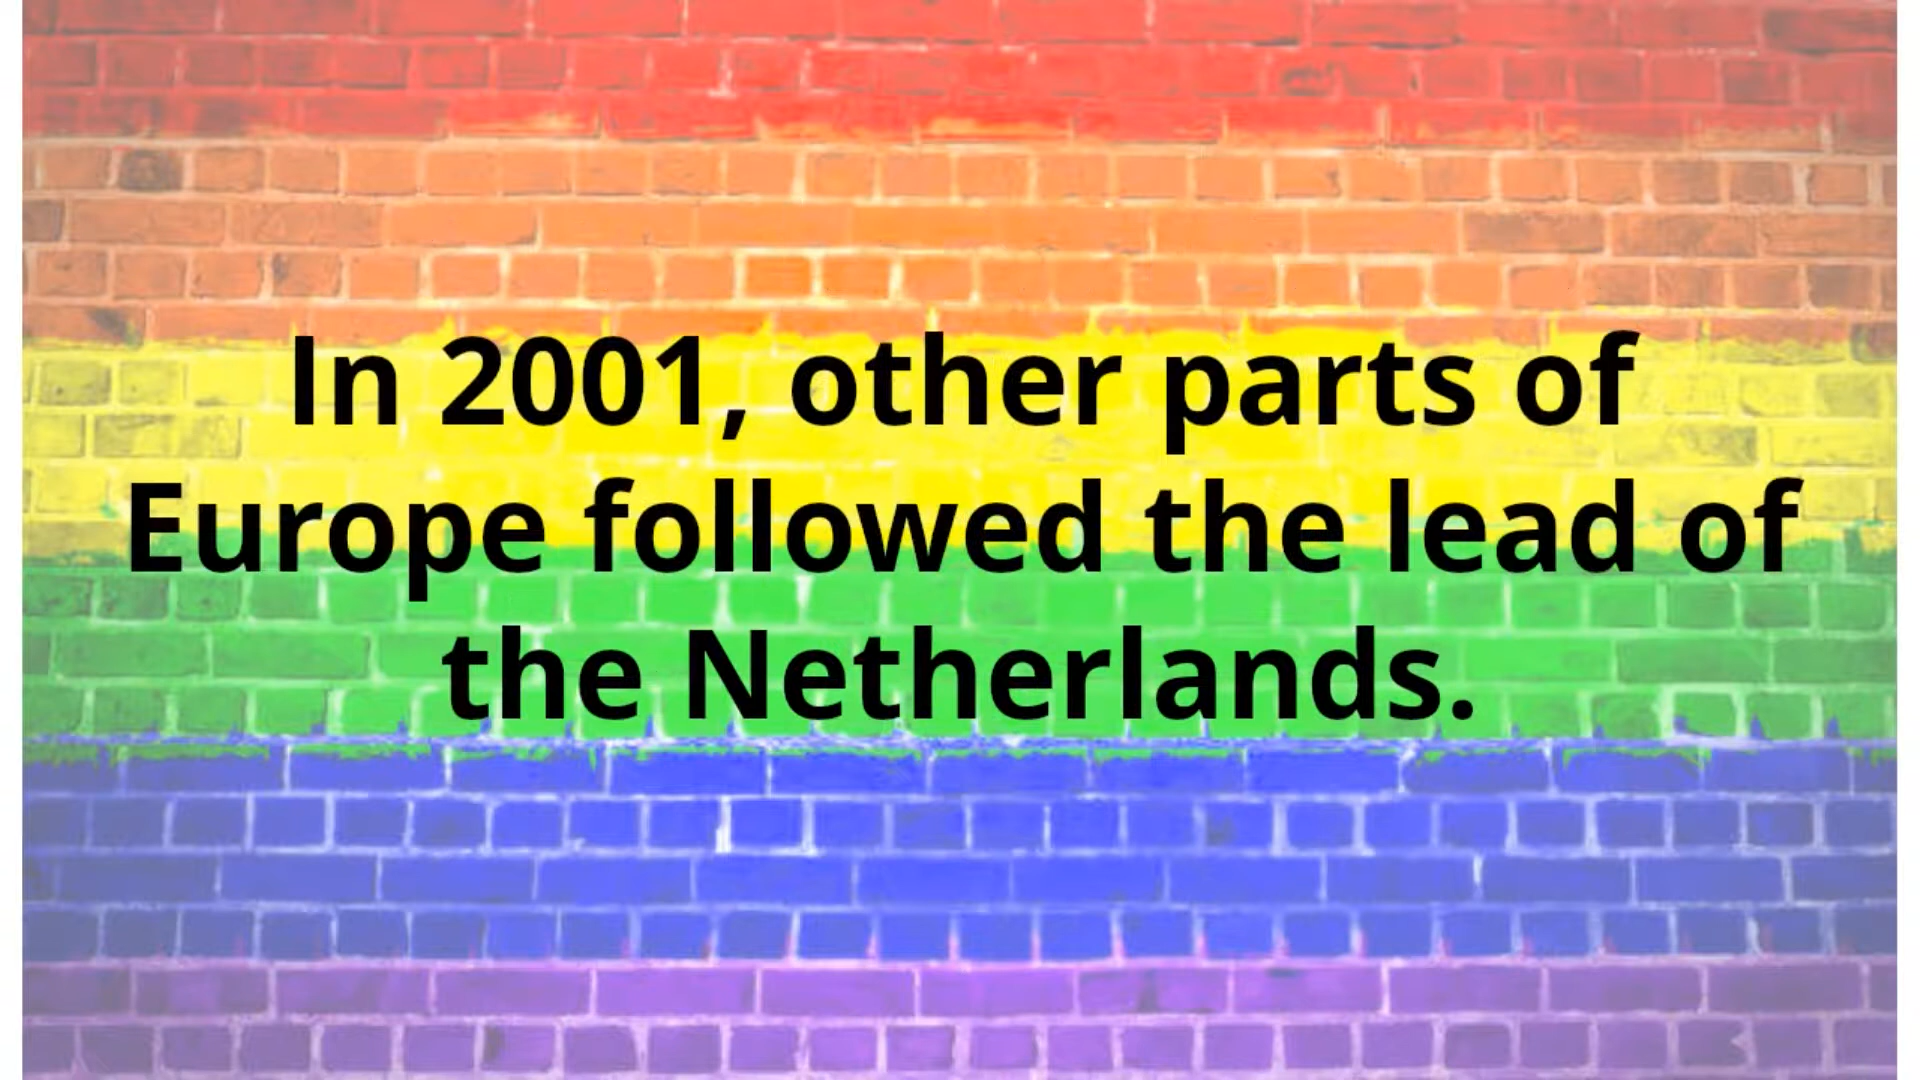 In 2001, other parts of
Europe followed the lead of
the Netherlands.